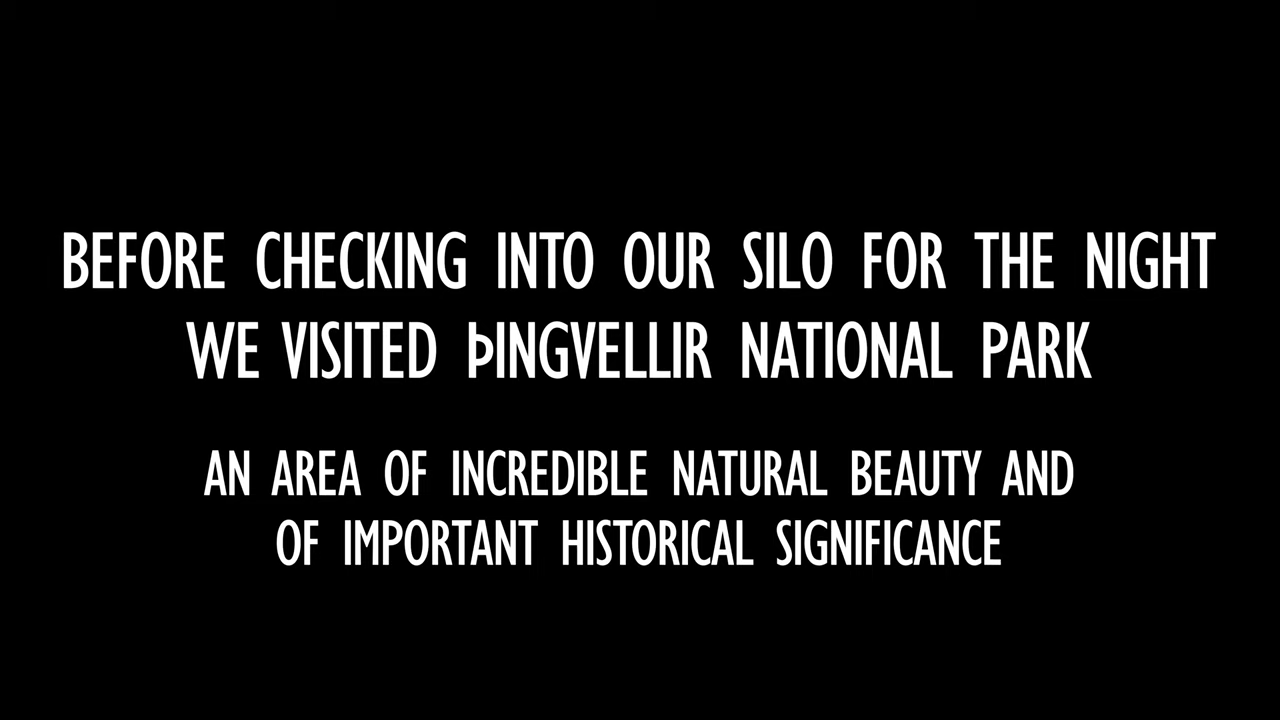 BEFORE CHECKING INTO OUR SILO FOR THE NIGHT
WE VISITED ÞINGVELLIR NATIONAL PARK
AN AREA OF INCREDIBLE NATURAL BEAUTY AND
OF IMPORTANT HISTORICAL SIGNIFICANCE